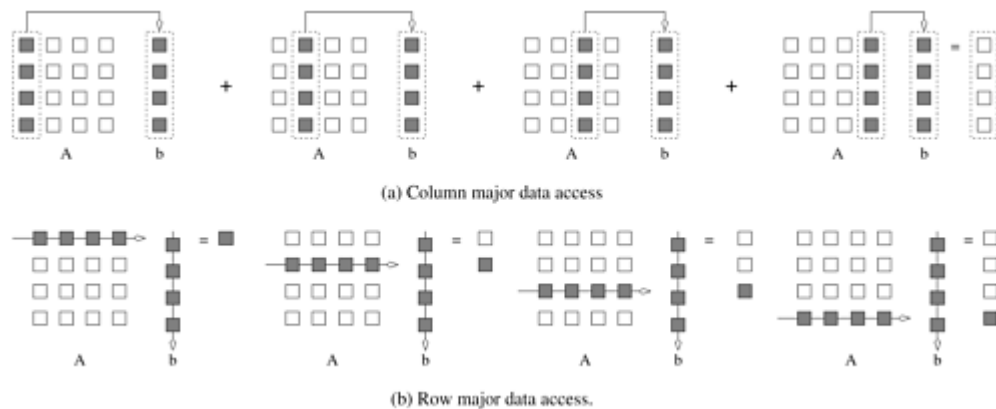 = 
+ + +
A b A b A b A b
(a) Column major data access
= = = =
A b A b A b A b
(b) Row major data access.